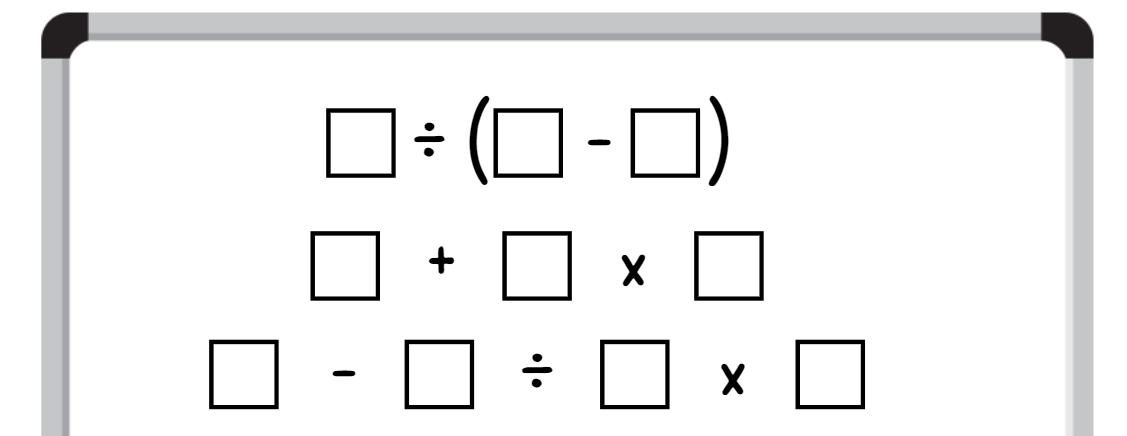 □ ÷ (□ - □)
□ + □ x □
□ - □ ÷ □ x □